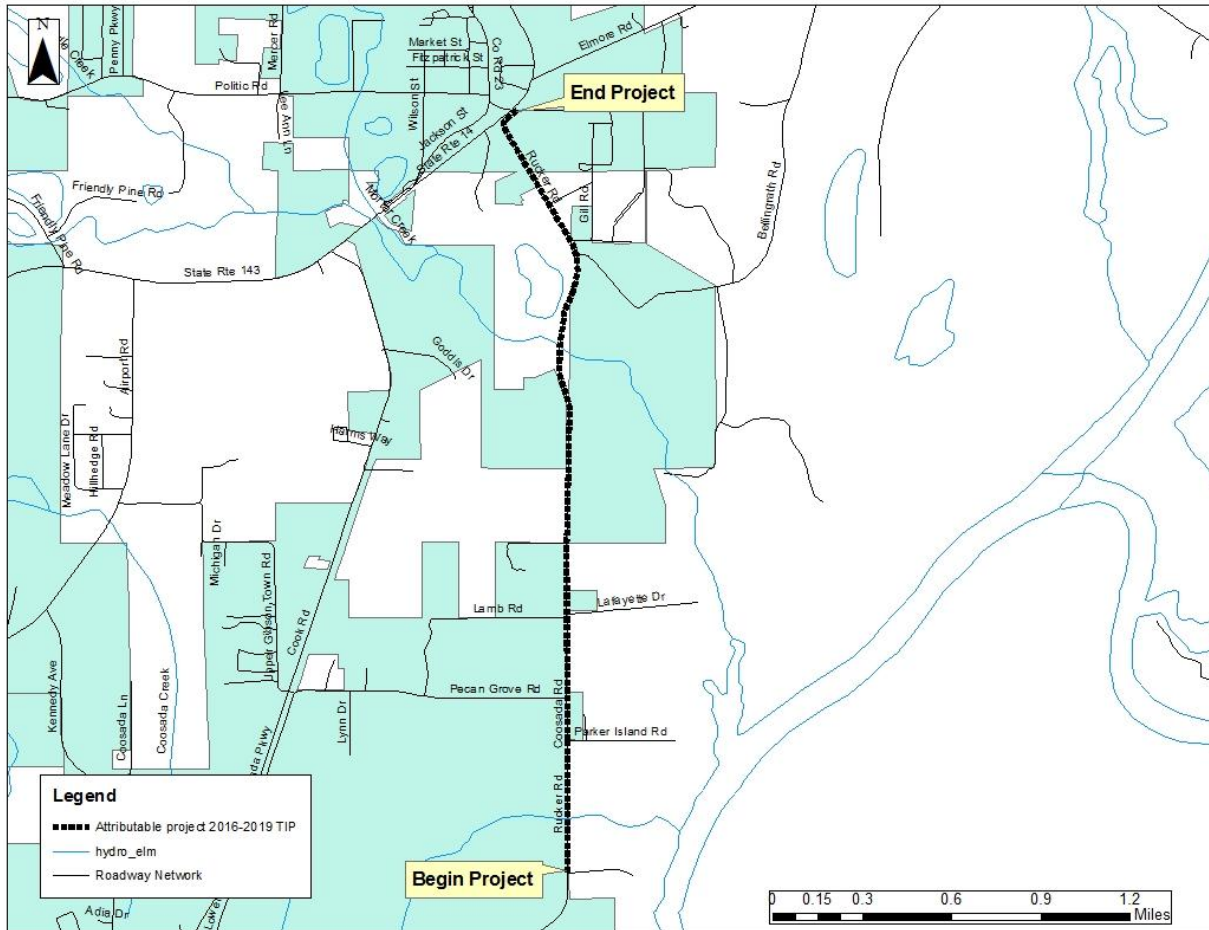 N
Penny Pkwy
Mercer Rd
Market St
Fitzpatrick St
Co Rd 23
Elmore Rd
Politic Rd
Wilson St
End Project
Jackson St
State Rte 14
Lee Ann Ln
Friendly Pine Rd
Friendly Pine Rd
Creek
Rucker Rd
Gill Rd
Bellingrath Rd
State Rte 143
Airport Rd
Goddis Dr
Meadow Lane Dr
Hillhedge Rd
Harms Way
Michigan Dr
Upper Gibson Town Rd
Cook Rd
Lamb Rd
Lafayette Dr
Kennedy Ave
Coosada Ln
Coosada Creek
Pecan Grove Rd
Lynn Dr
Coosada Rd
Parker Island Rd
ada Pkwy
Rucker Rd
Legend
Attributable project 2016-2019 TIP
hydro_elm
Roadway Network
Begin Project
Adia Dr
Lowe
0 0.15 0.3 0.6 0.9 1.2
Miles